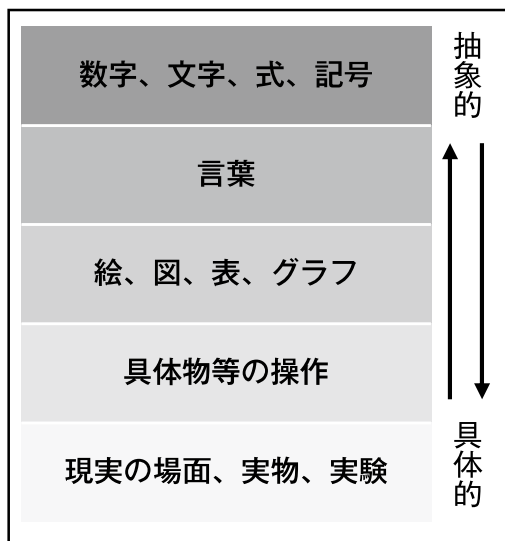 数字、文字、式、記号
言葉
絵、図、表、グラフ
具体物等の操作
現実の場面、実物、実験
抽象的
具体的